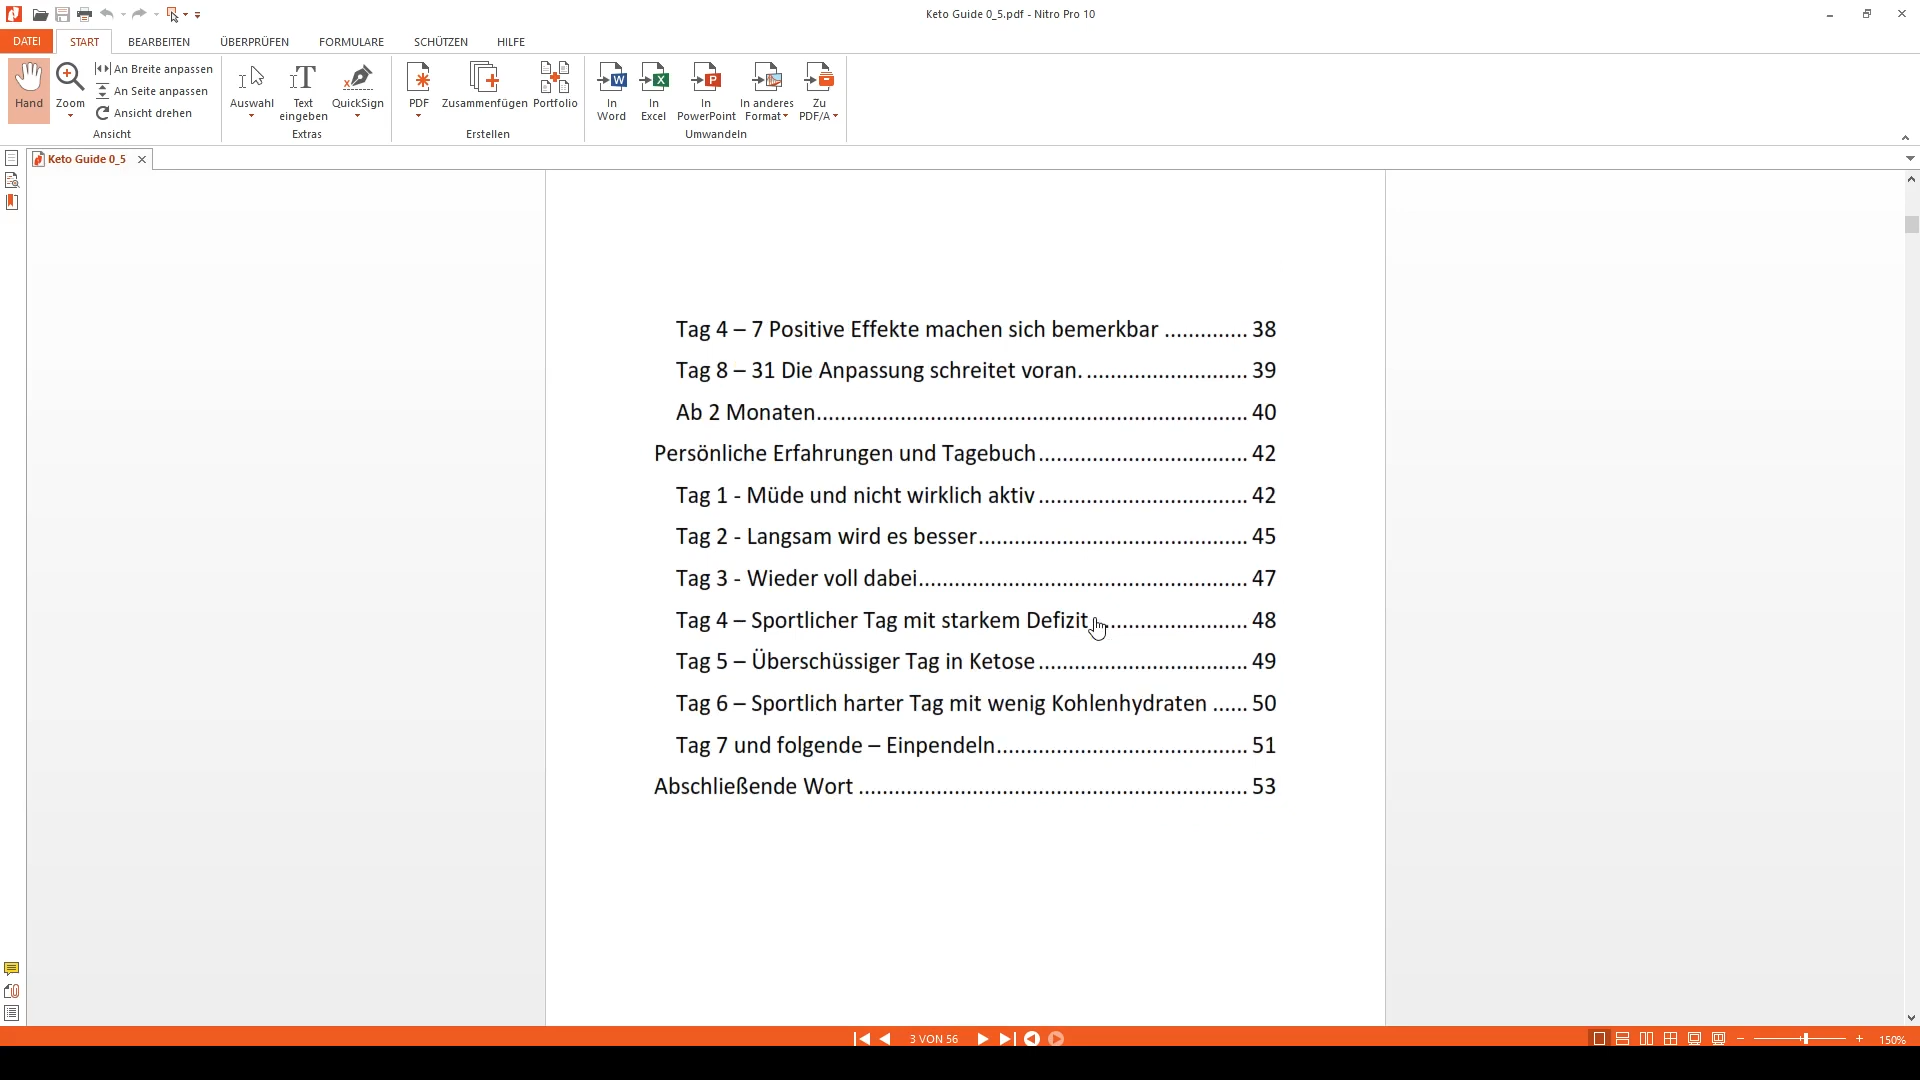 Keto Guide 0_5.pdf - Nitro Pro 10
DATEI START BEARBEITEN ÜBERPRÜFEN FORMULARE SCHÜTZEN HILFE
Hand
Zoom
An Breite anpassen
An Seite anpassen
Ansicht drehen
Ansicht
Auswahl
Text eingeben
QuickSign
Extras
PDF
Zusammenfügen
Portfolio
Erstellen
In Word
In Excel
In PowerPoint
In anderes Format
Zu PDF/A
Umwandeln
Keto Guide 0_5
Tag 4 – 7 Positive Effekte machen sich bemerkbar .............. 38
Tag 8 – 31 Die Anpassung schreitet voran. ........................... 39
Ab 2 Monaten........................................................................ 40
Persönliche Erfahrungen und Tagebuch................................... 42
Tag 1 - Müde und nicht wirklich aktiv ................................... 42
Tag 2 - Langsam wird es besser............................................. 45
Tag 3 - Wieder voll dabei....................................................... 47
Tag 4 – Sportlicher Tag mit starkem Defizit .......................... 48
Tag 5 – Überschüssiger Tag in Ketose ................................... 49
Tag 6 – Sportlich harter Tag mit wenig Kohlenhydraten ...... 50
Tag 7 und folgende – Einpendeln.......................................... 51
Abschließende Wort ................................................................. 53
3 VON 56
150%